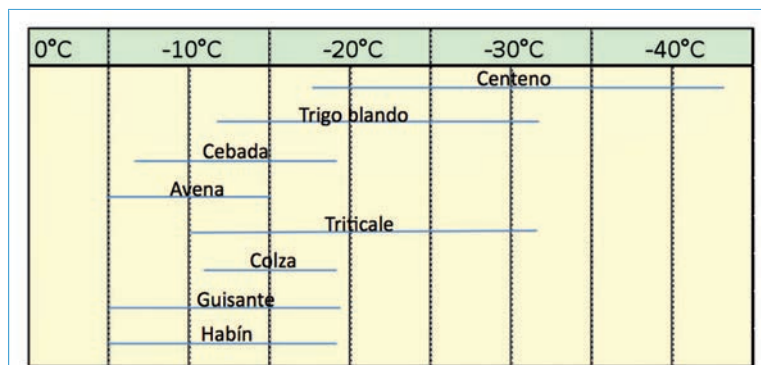 0°C -10°C -20°C -30°C -40°C
Centeno
Trigo blando
Cebada
Avena
Triticale
Colza
Guisante
Habín